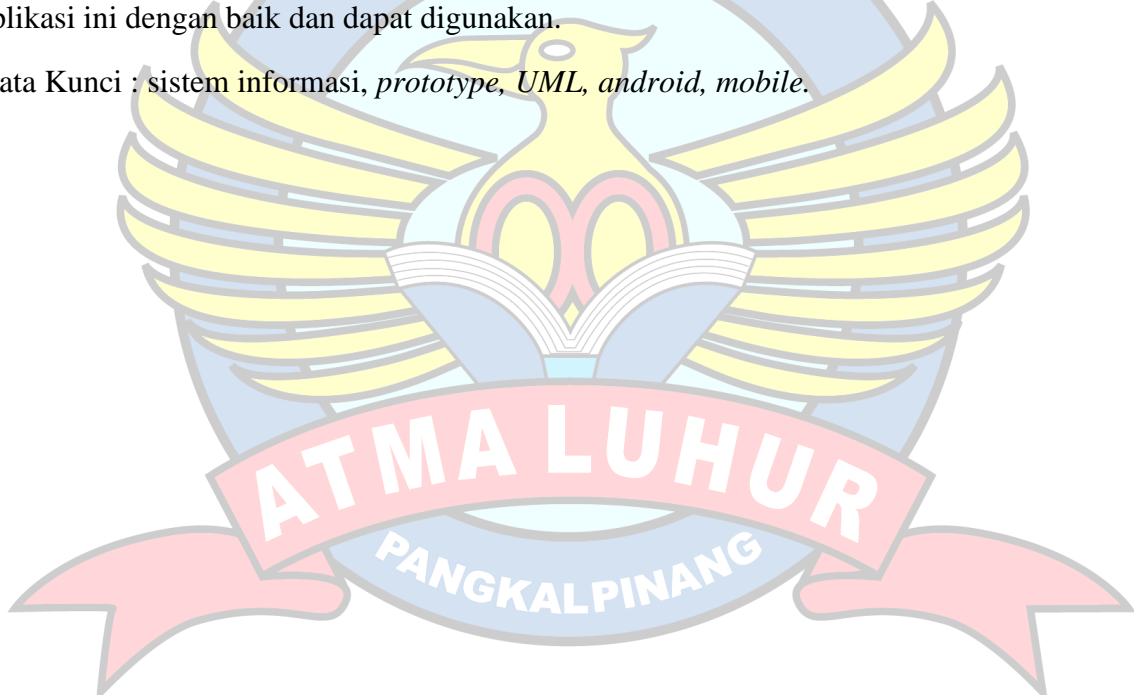 plikasi ini dengan baik dan dapat digunakan.
ata Kunci : sistem informasi, prototype, UML, android, mobile.
ATMA LUHUR
PANGKALPINANG